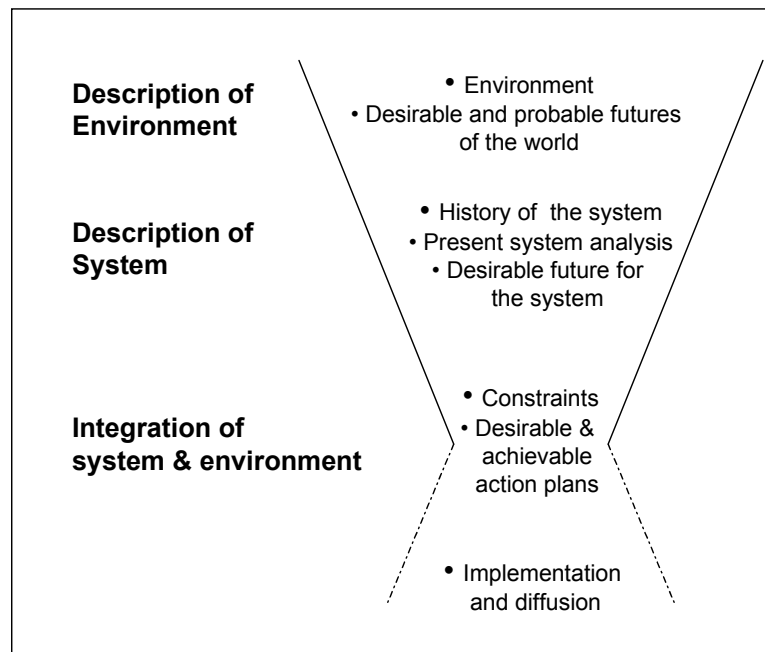 Description of
Environment
• Environment
• Desirable and probable futures
of the world
Description of
System
• History of the system
• Present system analysis
• Desirable future for
the system
Integration of
system & environment
• Constraints
• Desirable &
achievable
action plans
• Implementation
and diffusion